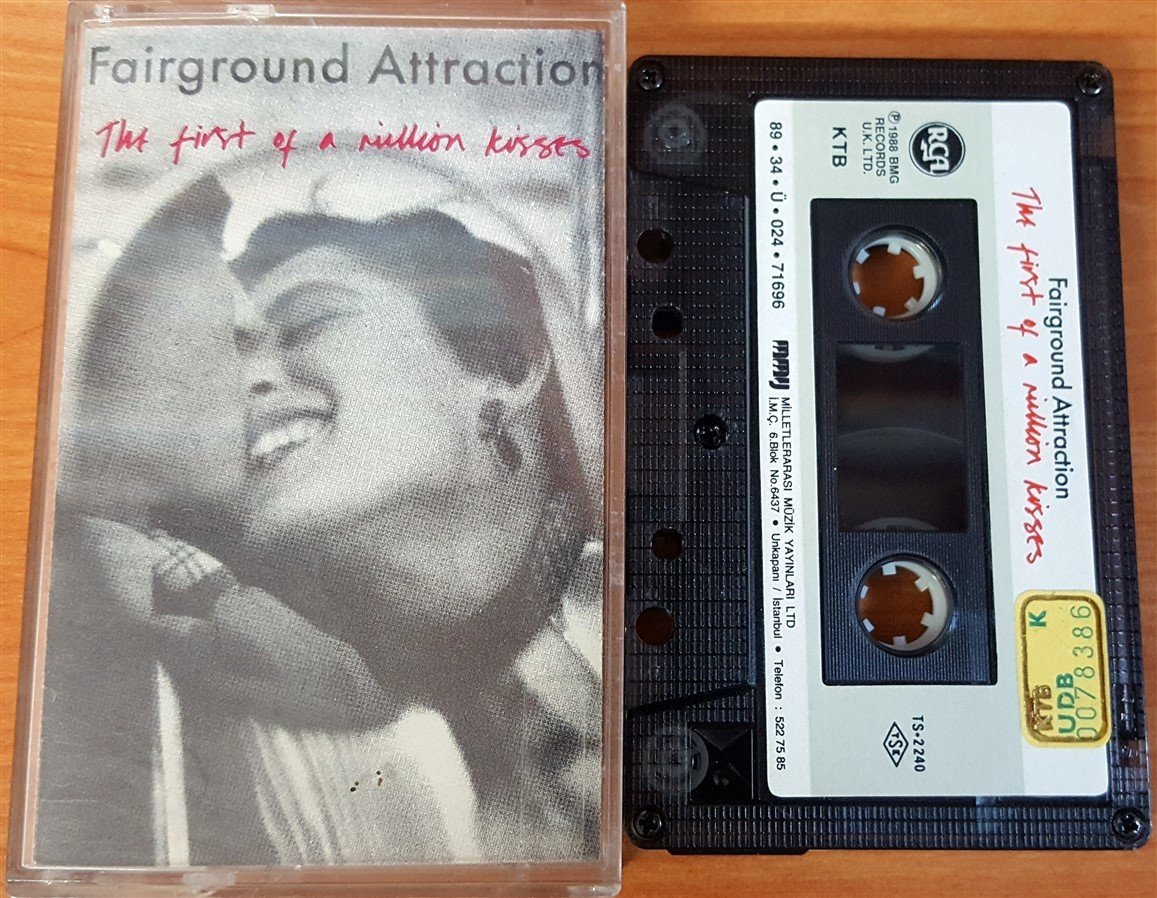 Fairground Attraction
The first of a million kisses
Fairground Attraction
The first of a million kisses
RCA
℗ 1988 BMG
RECORDS
U.K. LTD.
KTB
89 • 34 • Ü • 024 • 71696
MMY
MİLLETLERARASI MÜZİK YAYINLARI LTD
İ.M.Ç. 6.Blok No.6437 • Unkapanı / İstanbul • Telefon : 522 75 85
TS•2240
TSE
0078386
UDB K
KTB